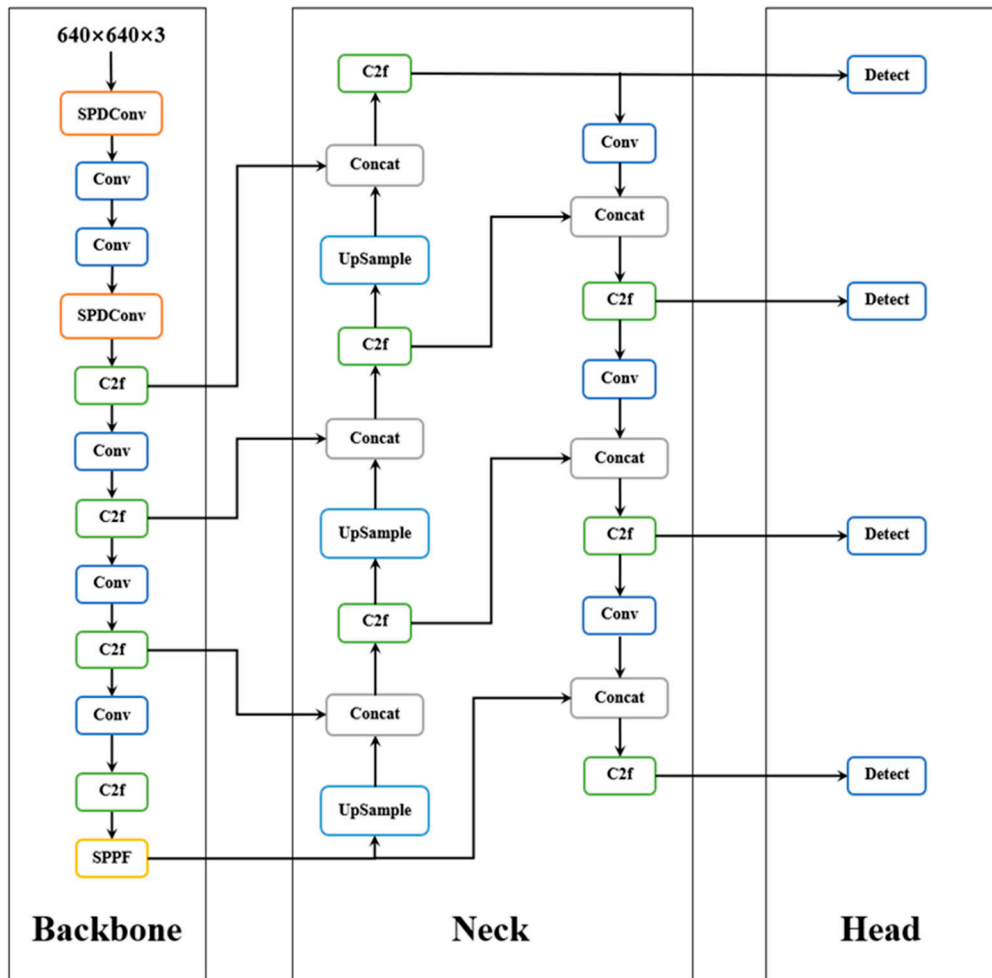 640×640×3
SPDConv
Conv
Conv
SPDConv
C2f
Conv
C2f
Conv
C2f
Conv
C2f
SPPF
Backbone
C2f
Concat
UpSample
C2f
Concat
UpSample
C2f
Concat
UpSample
Conv
Concat
C2f
Conv
Concat
C2f
Conv
Concat
C2f
Neck
Detect
Detect
Detect
Detect
Head